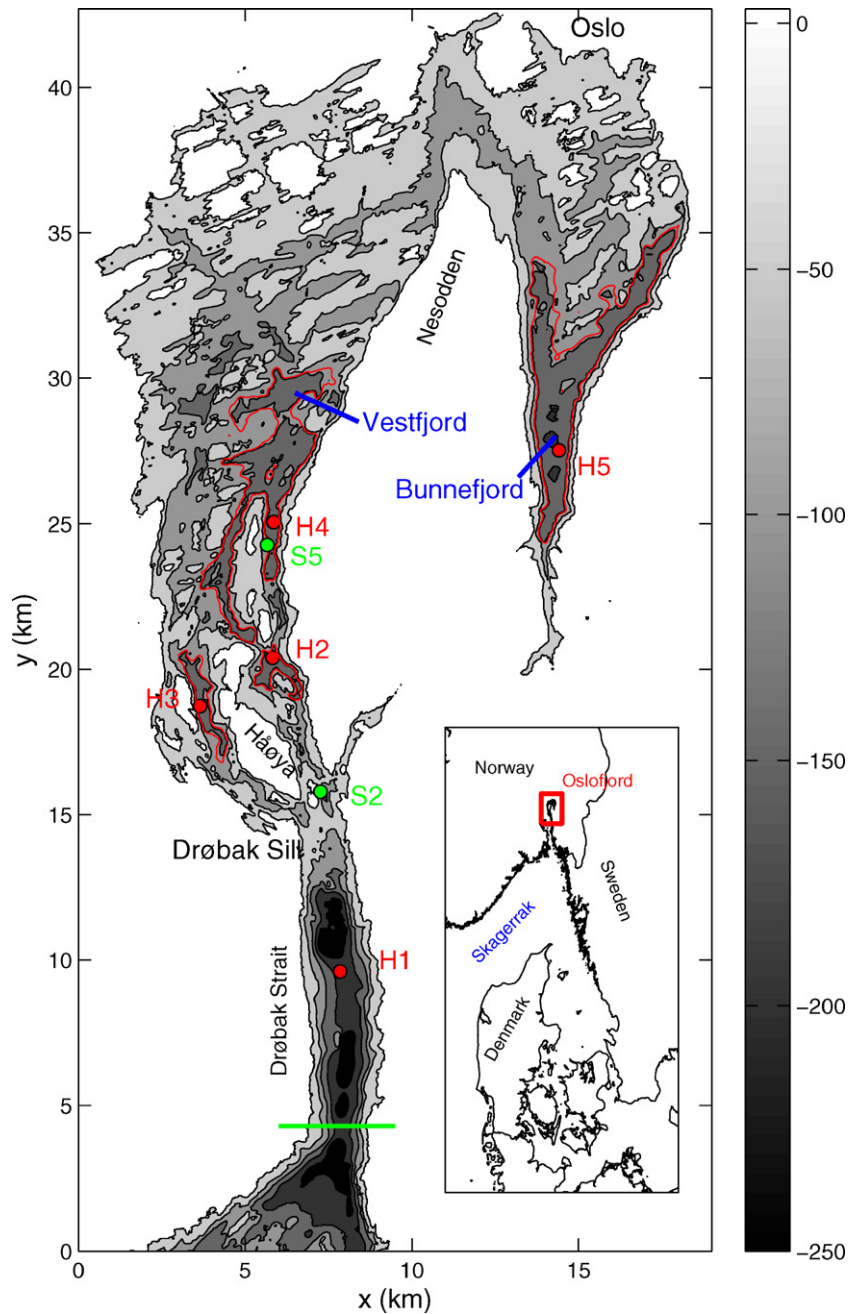 Oslo
0
40
35
-50
Nesodden
30
Vestfjord
Bunnefjord
H5
-100
25
H4
S5
y (km)
20
H2
H3
-150
Håøya
S2
Norway
Oslofjord
15
Drøbak Sill
Sweden
Skagerrak
10
H1
-200
Drøbak Strait
Denmark
5
0
-250
0
5
10
15
x (km)